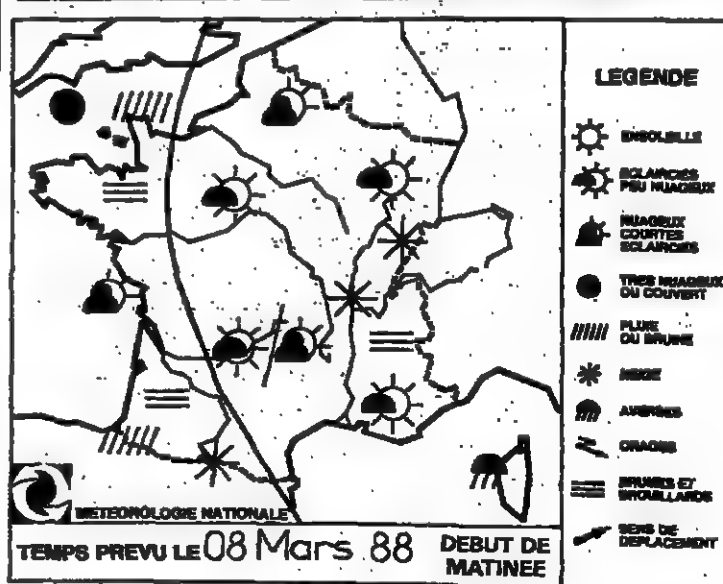 LEGENDE
ENSOLEILLE
ECLAIRCIES
PEU NUAGEUX
NUAGEUX
COURTES
ECLAIRCIES
TRES NUAGEUX
OU COUVERT
PLUIE
OU BRUINE
NEIGE
AVERSES
ORAGES
BRUMES ET
BROUILLARDS
SENS DE
DEPLACEMENT
METEOROLOGIE NATIONALE
TEMPS PREVU LE 08 Mars 88 DEBUT DE
MATINEE